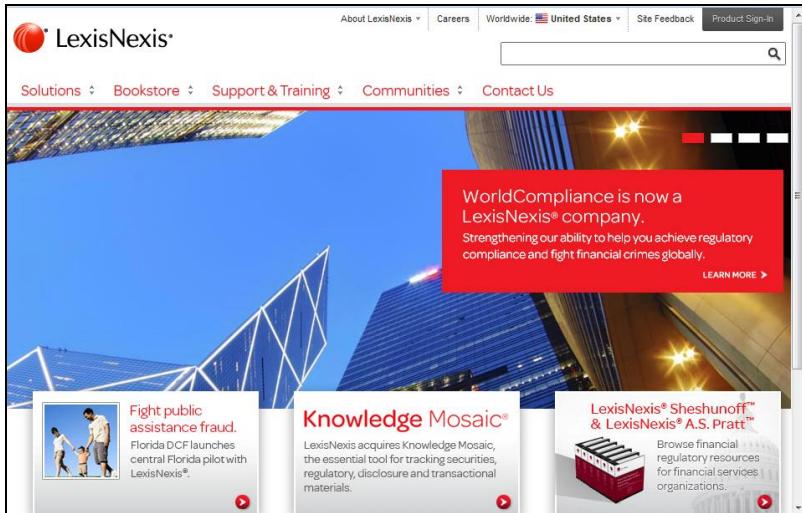 About LexisNexis
Careers
Worldwide: United States
Site Feedback
Product Sign-In
LexisNexis®
Solutions
Bookstore
Support & Training
Communities
Contact Us
WorldCompliance is now a
LexisNexis® company.
Strengthening our ability to help you achieve regulatory
compliance and fight financial crimes globally.
LEARN MORE
Fight public
assistance fraud.
Florida DCF launches
central Florida pilot with
LexisNexis®.
Knowledge Mosaic®
LexisNexis acquires Knowledge Mosaic,
the essential tool for tracking securities,
regulatory, disclosure and transactional
materials.
LexisNexis® Sheshunoff™
& LexisNexis® A.S. Pratt™
Browse financial
regulatory resources
for financial services
organizations.